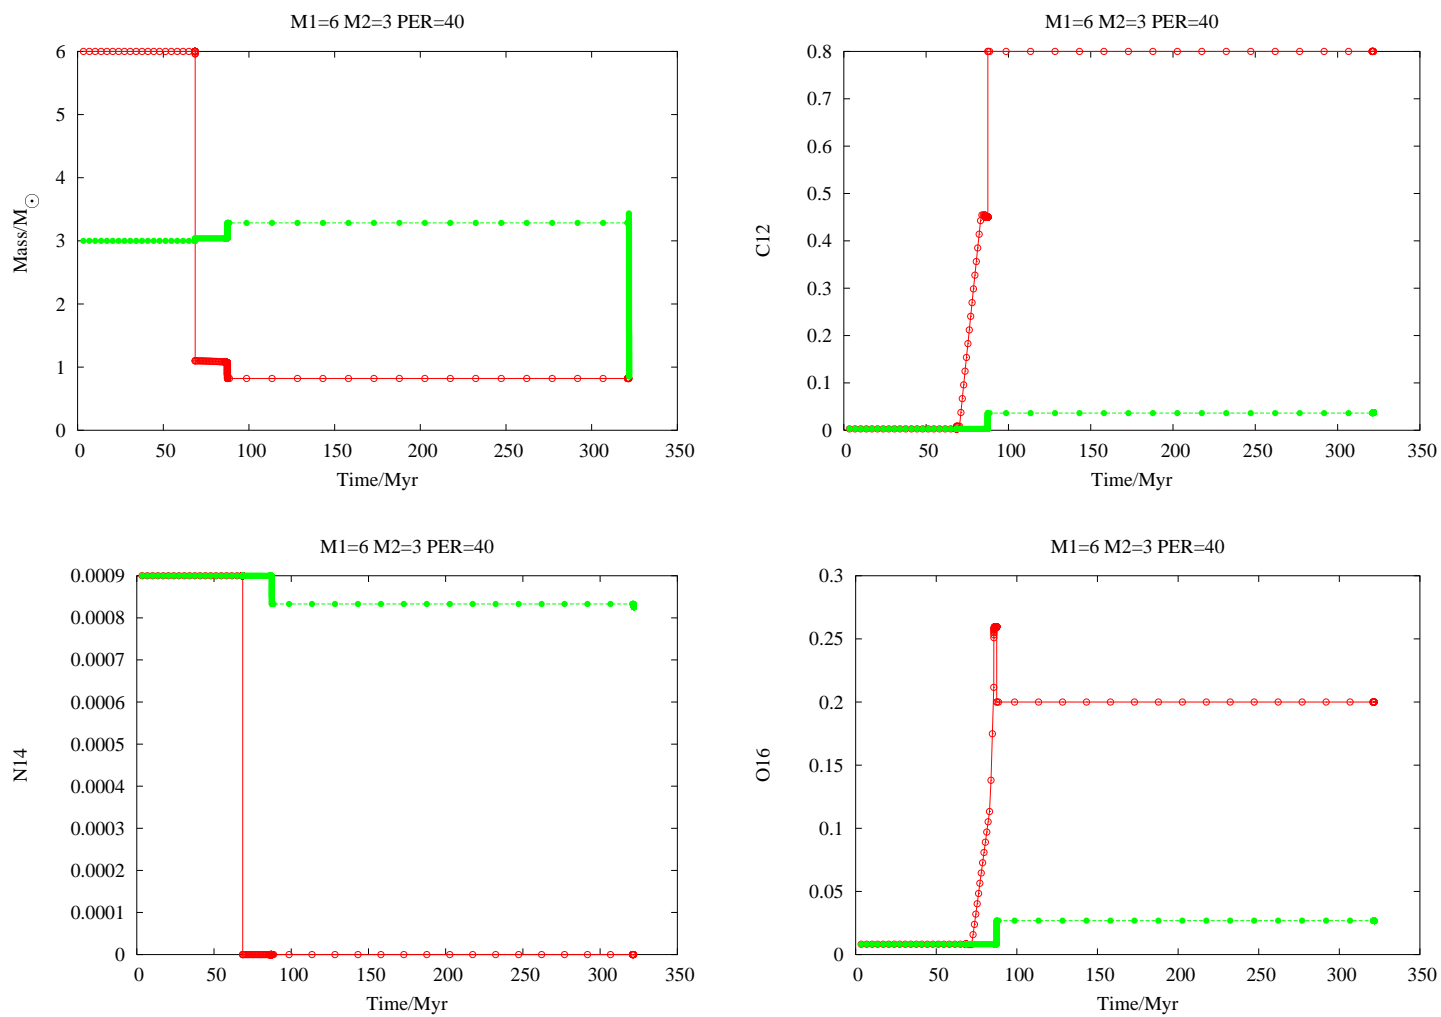 M1=6 M2=3 PER=40
6
5
4
3
2
1
0
Mass/M☉
0 50 100 150 200 250 300 350
Time/Myr
M1=6 M2=3 PER=40
0.8
0.7
0.6
0.5
0.4
0.3
0.2
0.1
0
C12
0 50 100 150 200 250 300 350
Time/Myr
M1=6 M2=3 PER=40
0.0009
0.0008
0.0007
0.0006
0.0005
0.0004
0.0003
0.0002
0.0001
0
N14
0 50 100 150 200 250 300 350
Time/Myr
M1=6 M2=3 PER=40
0.3
0.25
0.2
0.15
0.1
0.05
0
O16
0 50 100 150 200 250 300 350
Time/Myr